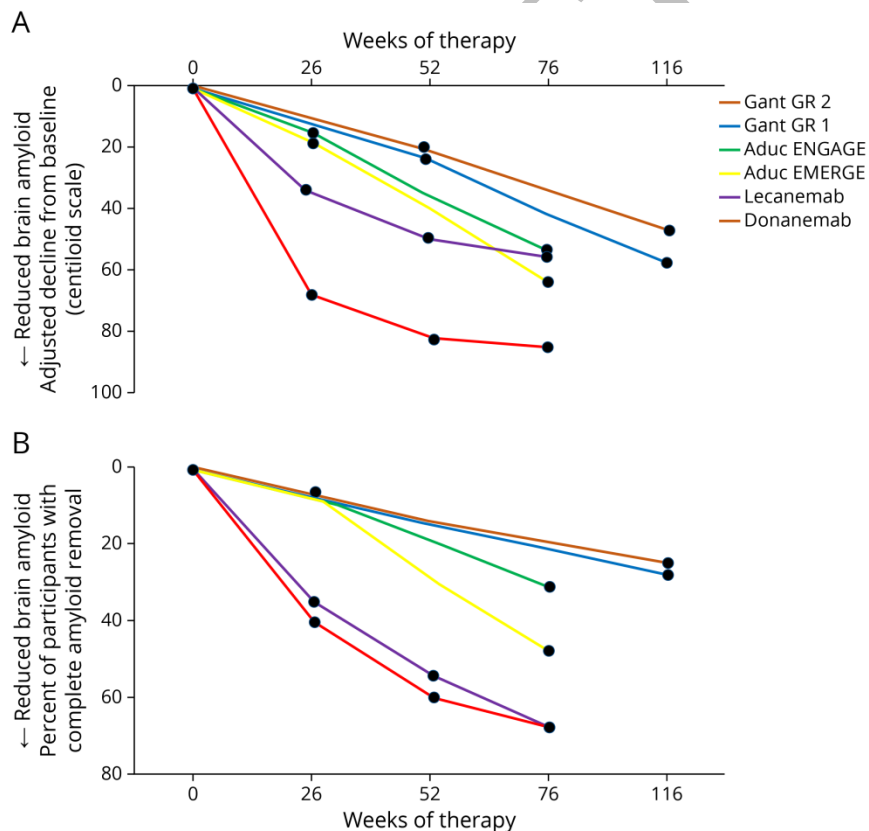 A
Weeks of therapy
0 26 52 76 116
0
20
40
60
80
100
← Reduced brain amyloid
Adjusted decline from baseline
(centiloid scale)
Gant GR 2
Gant GR 1
Aduc ENGAGE
Aduc EMERGE
Lecanemab
Donanemab
B
0
20
40
60
80
← Reduced brain amyloid
Percent of participants with
complete amyloid removal
0 26 52 76 116
Weeks of therapy